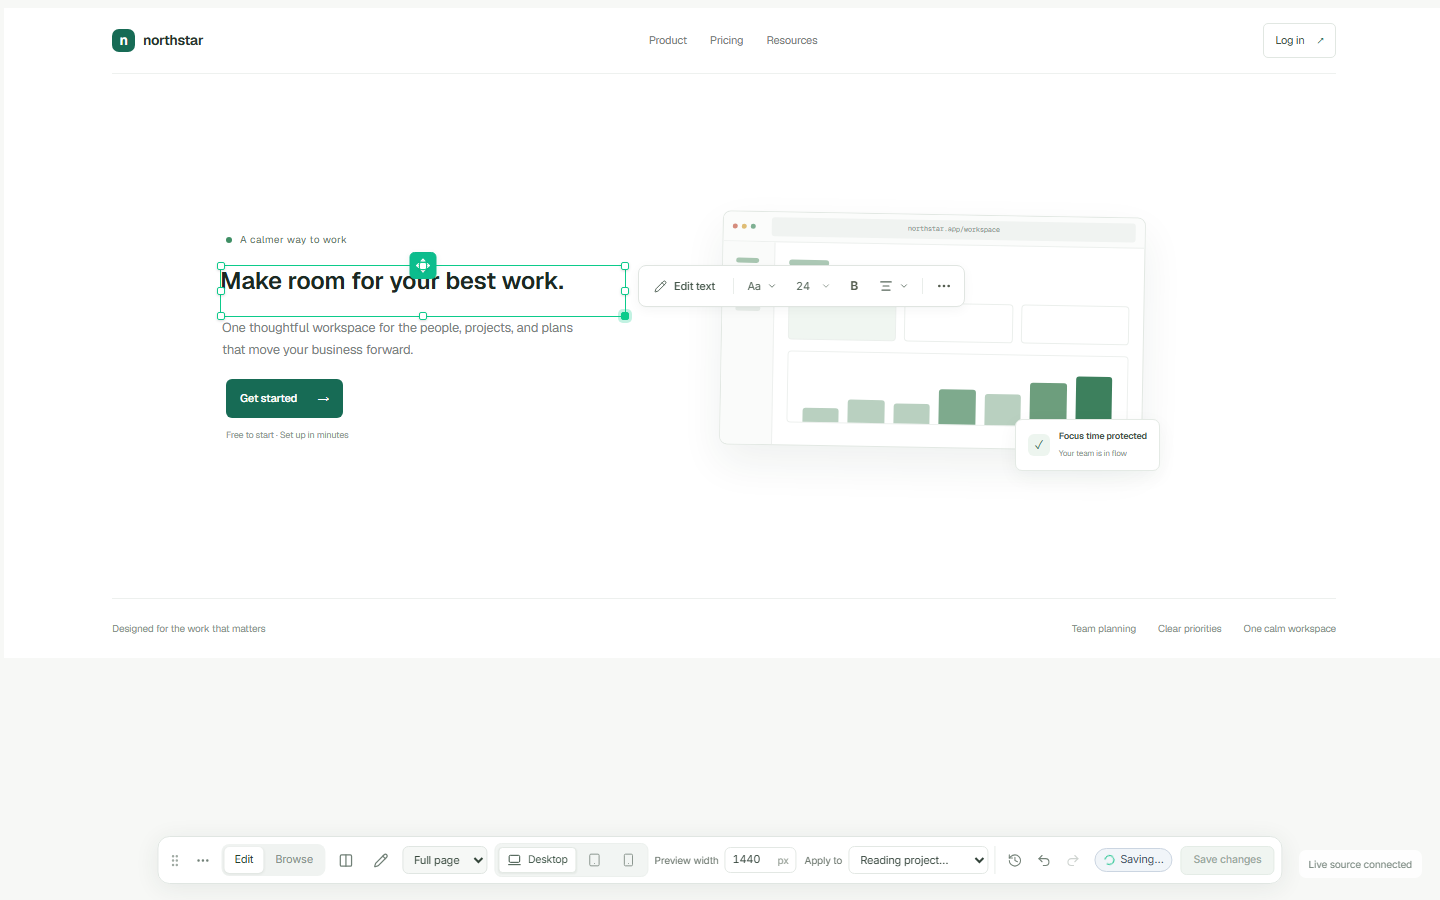 n northstar
Product Pricing Resources
Log in ↗
A calmer way to work
Make room for your best work.
One thoughtful workspace for the people, projects, and plans
that move your business forward.
Get started →
Free to start · Set up in minutes
northstar.app/workspace
Edit text Aa 24 B
Focus time protected
Your team is in flow
Designed for the work that matters
Team planning Clear priorities One calm workspace
Edit Browse Full page Desktop Preview width 1440 px Apply to Reading project... Saving... Save changes
Live source connected